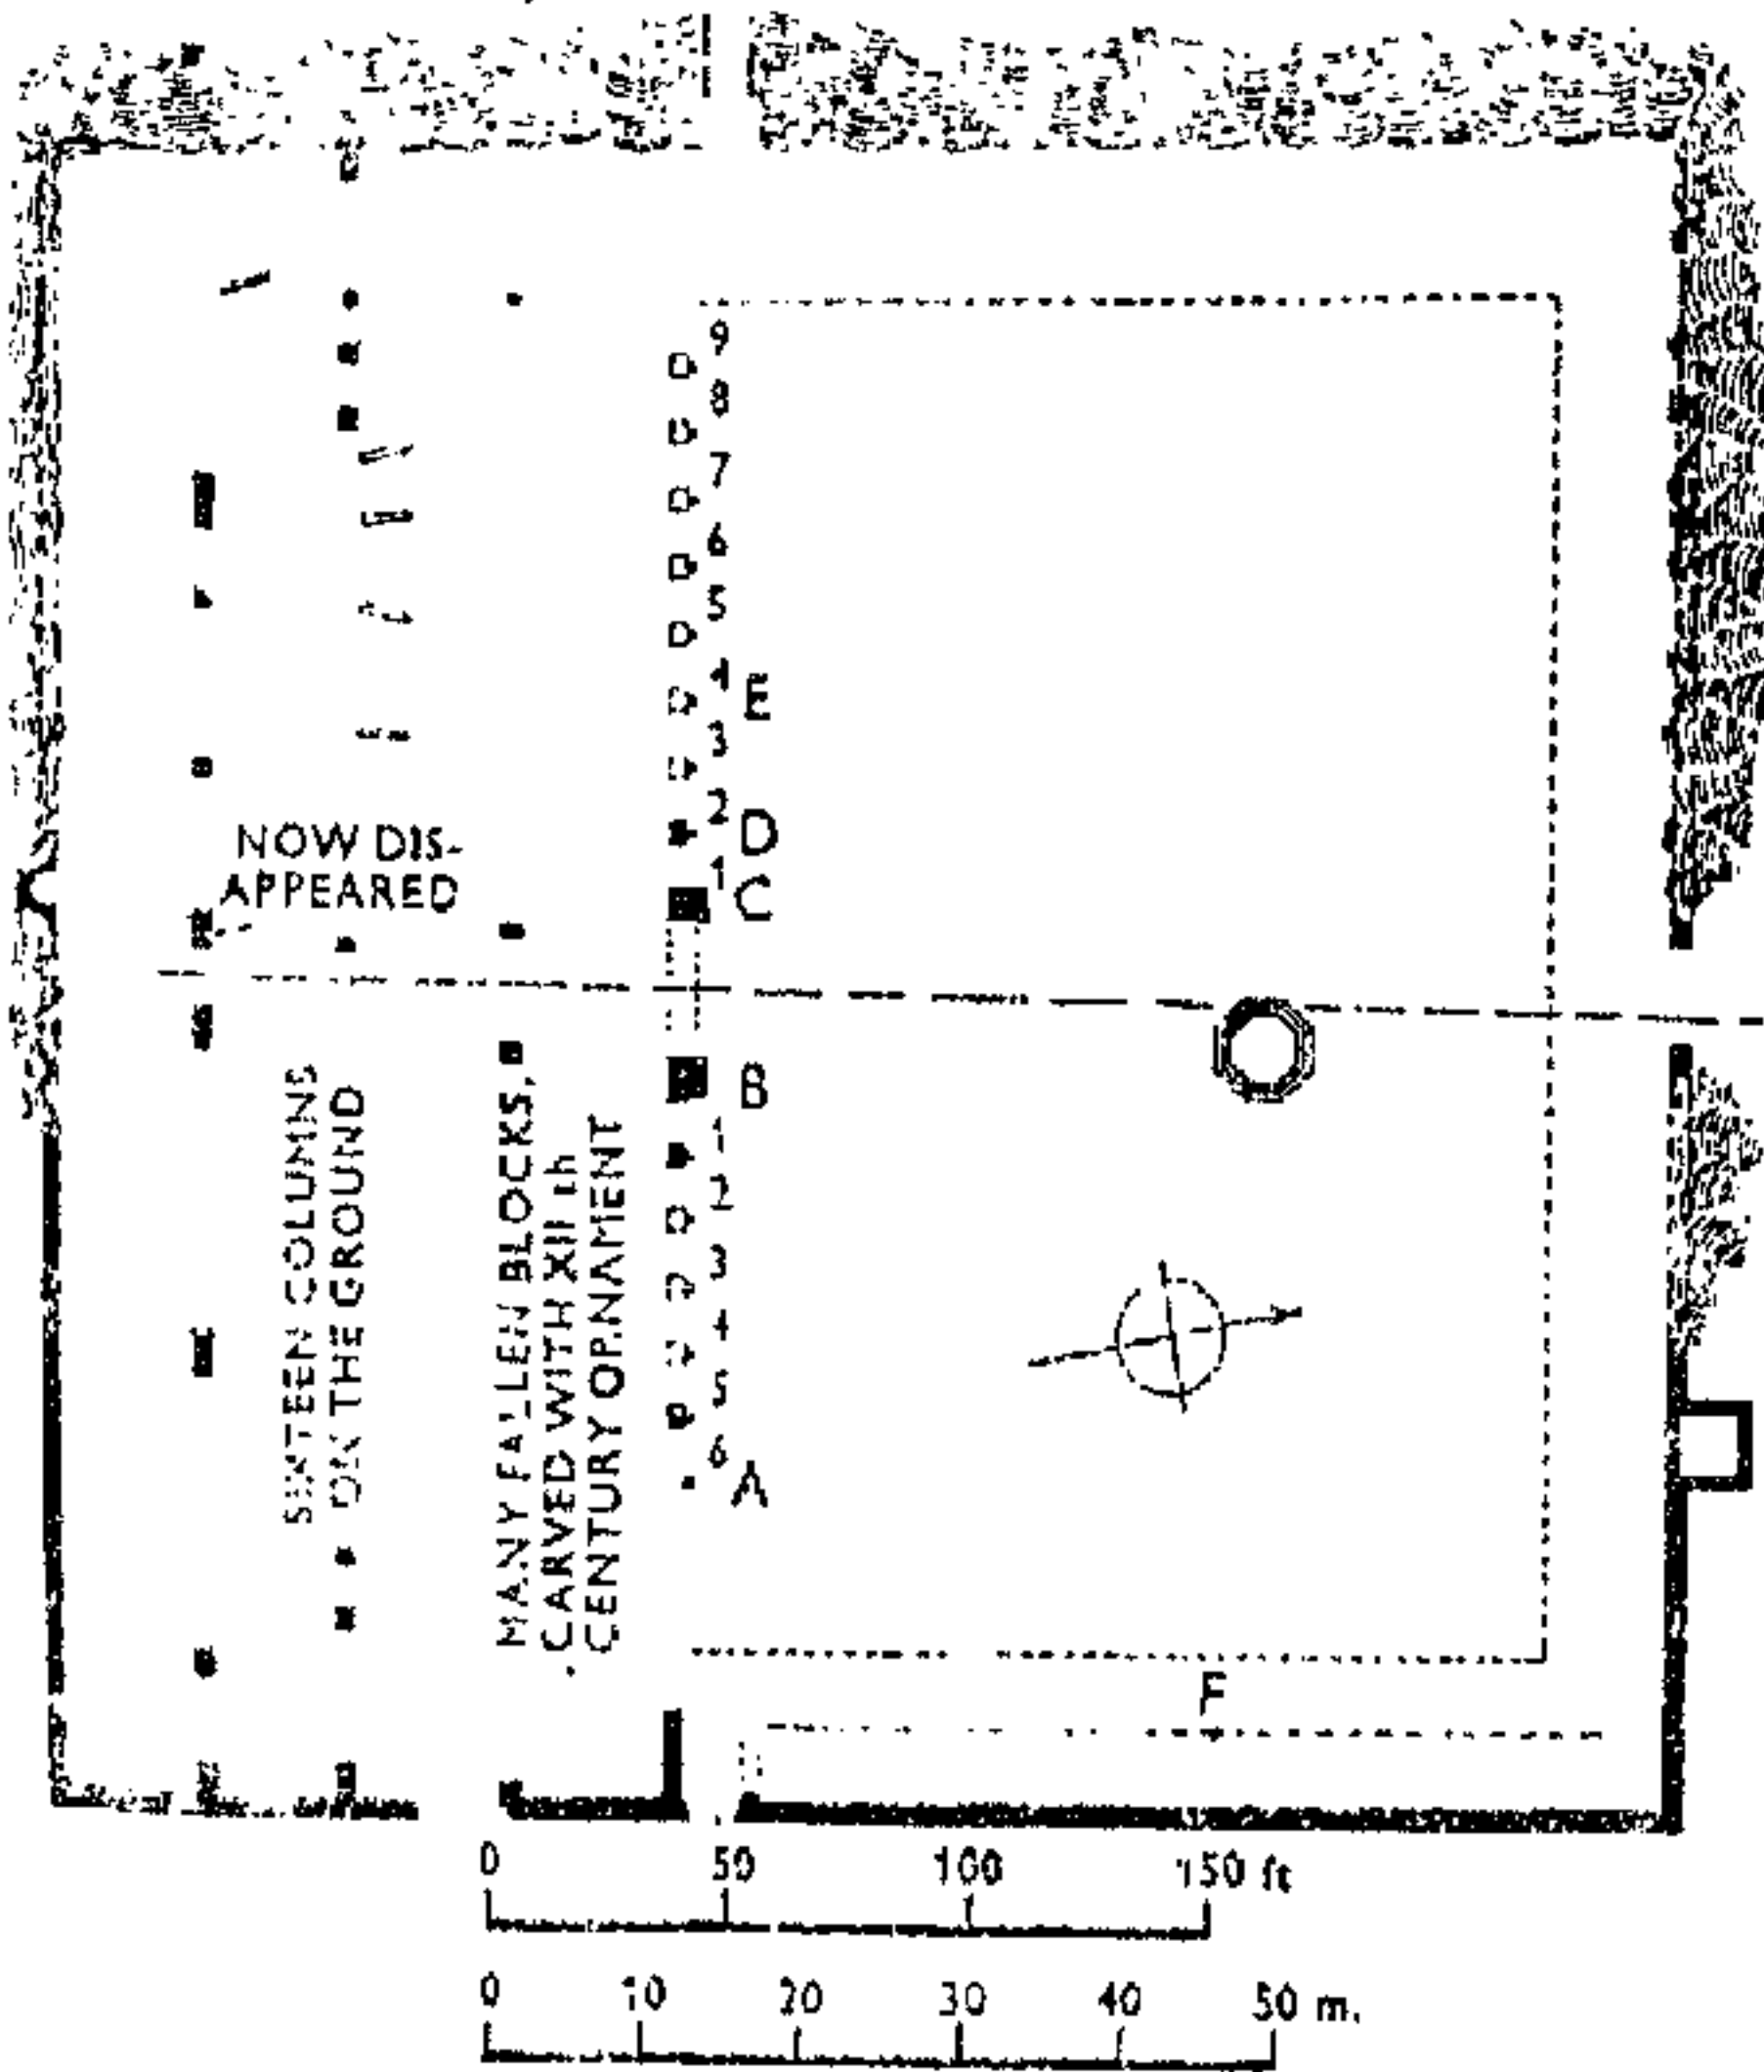 9
8
7
6
5
4 E
3
2 D
1 C
NOW DIS-
APPEARED
B
1
2
3
4
5
6 A
SIXTEEN COLUMNS
ON THE GROUND
MANY FALLEN BLOCKS,
CARVED WITH XII th
CENTURY ORNAMENT
F
0 50 100 150 ft
0 10 20 30 40 50 m.